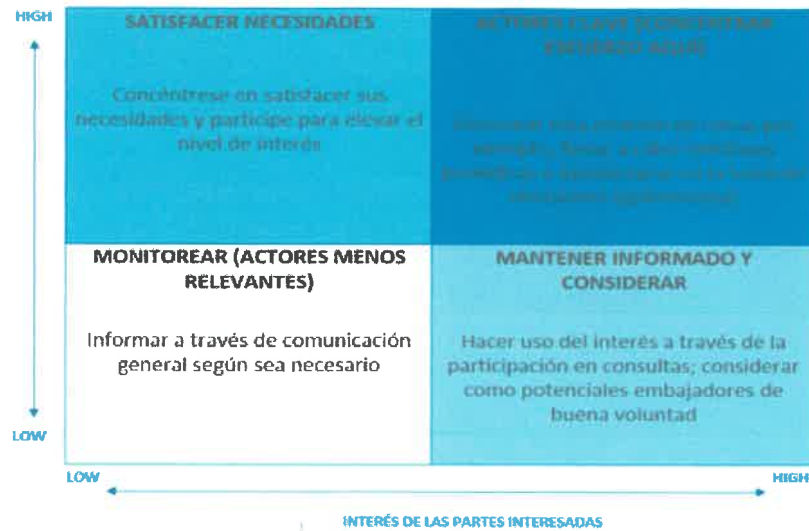 HIGH
SATISFACER NECESIDADES
ACTORES CLAVE (CONCENTRAR
ESFUERZO AQUÍ)
Concéntrese en satisfacer sus
necesidades y participe para elevar el
nivel de interés
MONITOREAR (ACTORES MENOS
RELEVANTES)
Informar a través de comunicación
general según sea necesario
MANTENER INFORMADO Y
CONSIDERAR
Hacer uso del interés a través de la
participación en consultas; considerar
como potenciales embajadores de
buena voluntad
LOW
LOW
HIGH
INTERÉS DE LAS PARTES INTERESADAS